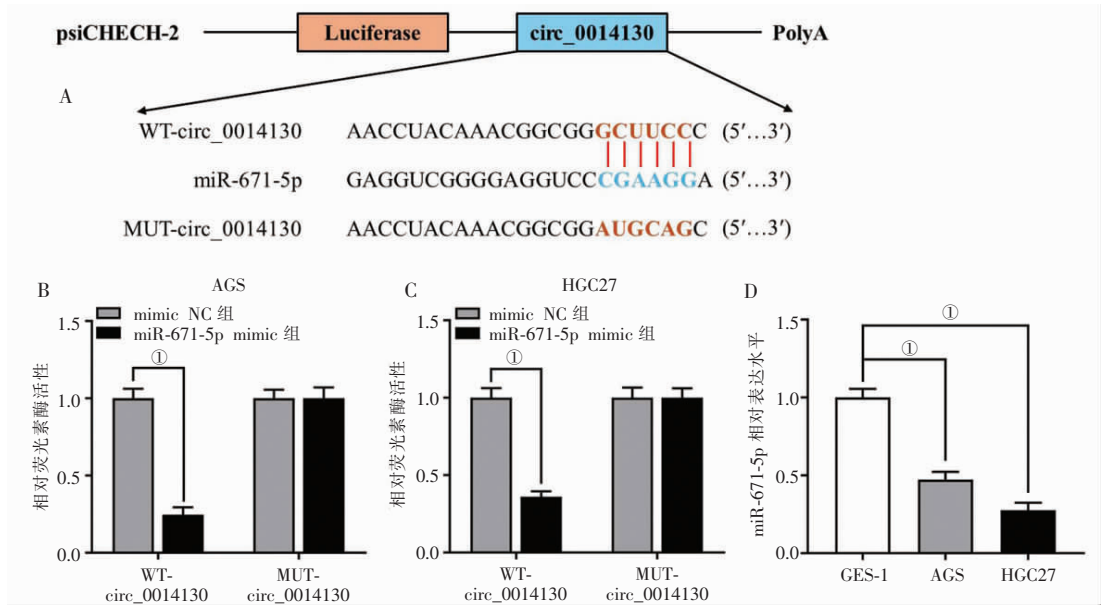 psiCHECH-2 Luciferase circ_0014130 PolyA
A
WT-circ_0014130 AACCUACAAACGGCGGGCUUCCC (5′…3′)
miR-671-5p GAGGUCGGGGAGGUCCCGAAGGA (5′…3′)
MUT-circ_0014130 AACCUACAAACGGCGGAUGCAGC (5′…3′)
B AGS
mimic NC 组
miR-671-5p mimic 组
相对荧光素酶活性
1.5
1.0
0.5
0.0
①
WT-
circ_0014130
MUT-
circ_0014130
C HGC27
mimic NC 组
miR-671-5p mimic 组
相对荧光素酶活性
1.5
1.0
0.5
0.0
①
WT-
circ_0014130
MUT-
circ_0014130
D
miR-671-5p 相对表达水平
1.5
1.0
0.5
0.0
①
①
GES-1 AGS HGC27